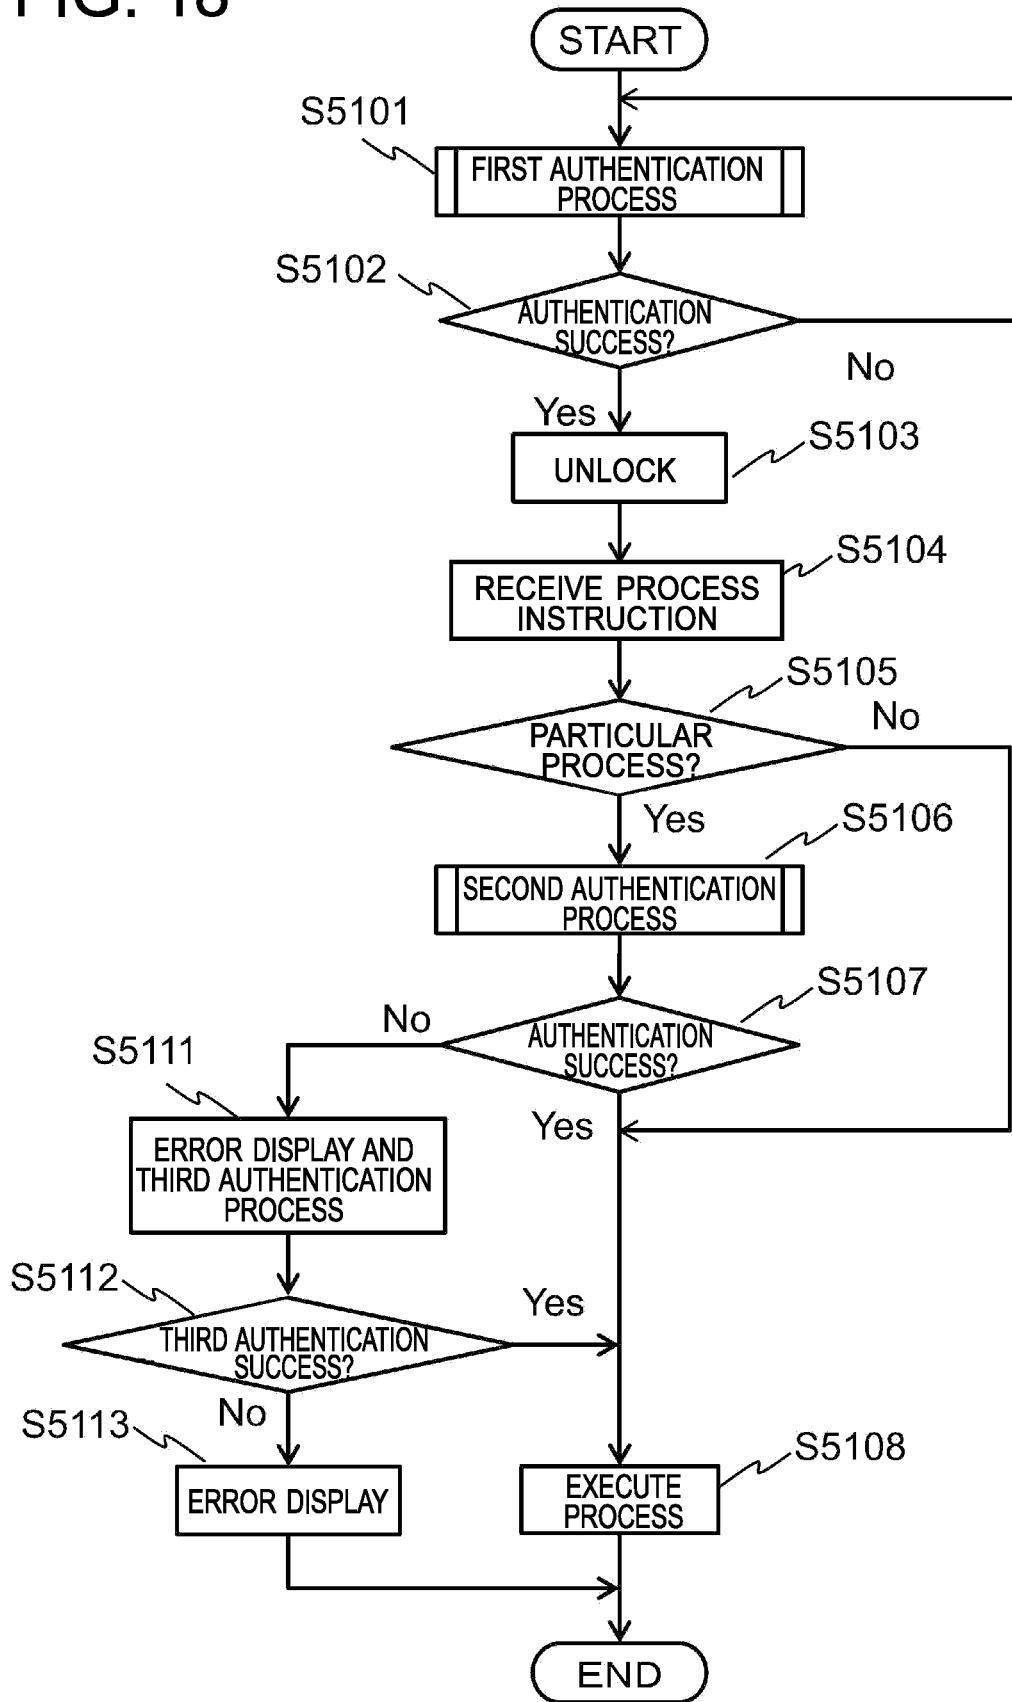 FIG. 18
START
S5101
FIRST AUTHENTICATION
PROCESS
S5102
AUTHENTICATION
SUCCESS?
No
Yes
S5103
UNLOCK
S5104
RECEIVE PROCESS
INSTRUCTION
S5105
No
PARTICULAR
PROCESS?
Yes
S5106
SECOND AUTHENTICATION
PROCESS
S5107
No
AUTHENTICATION
SUCCESS?
S5111
Yes
ERROR DISPLAY AND
THIRD AUTHENTICATION
PROCESS
S5112
Yes
THIRD AUTHENTICATION
SUCCESS?
No
S5113
S5108
ERROR DISPLAY
EXECUTE
PROCESS
END